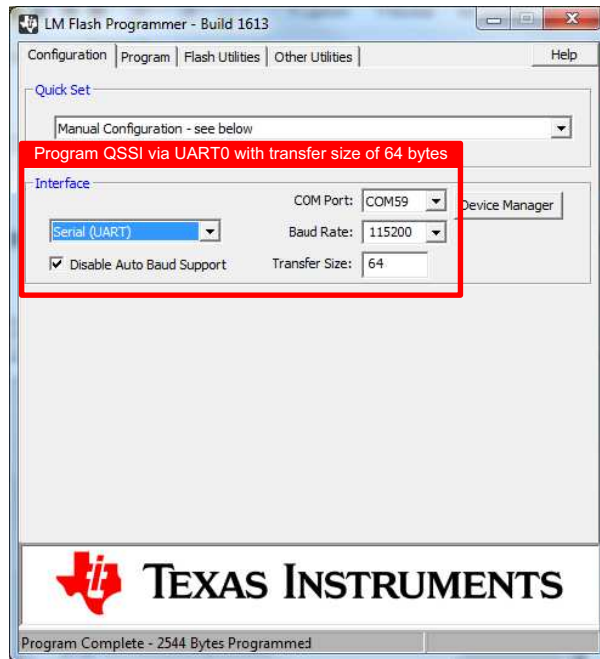 LM Flash Programmer - Build 1613
Configuration Program Flash Utilities Other Utilities Help
Quick Set
Manual Configuration - see below
Program QSSI via UART0 with transfer size of 64 bytes
Interface
COM Port: COM59 Device Manager
Serial (UART) Baud Rate: 115200
Disable Auto Baud Support Transfer Size: 64
TEXAS INSTRUMENTS
Program Complete - 2544 Bytes Programmed